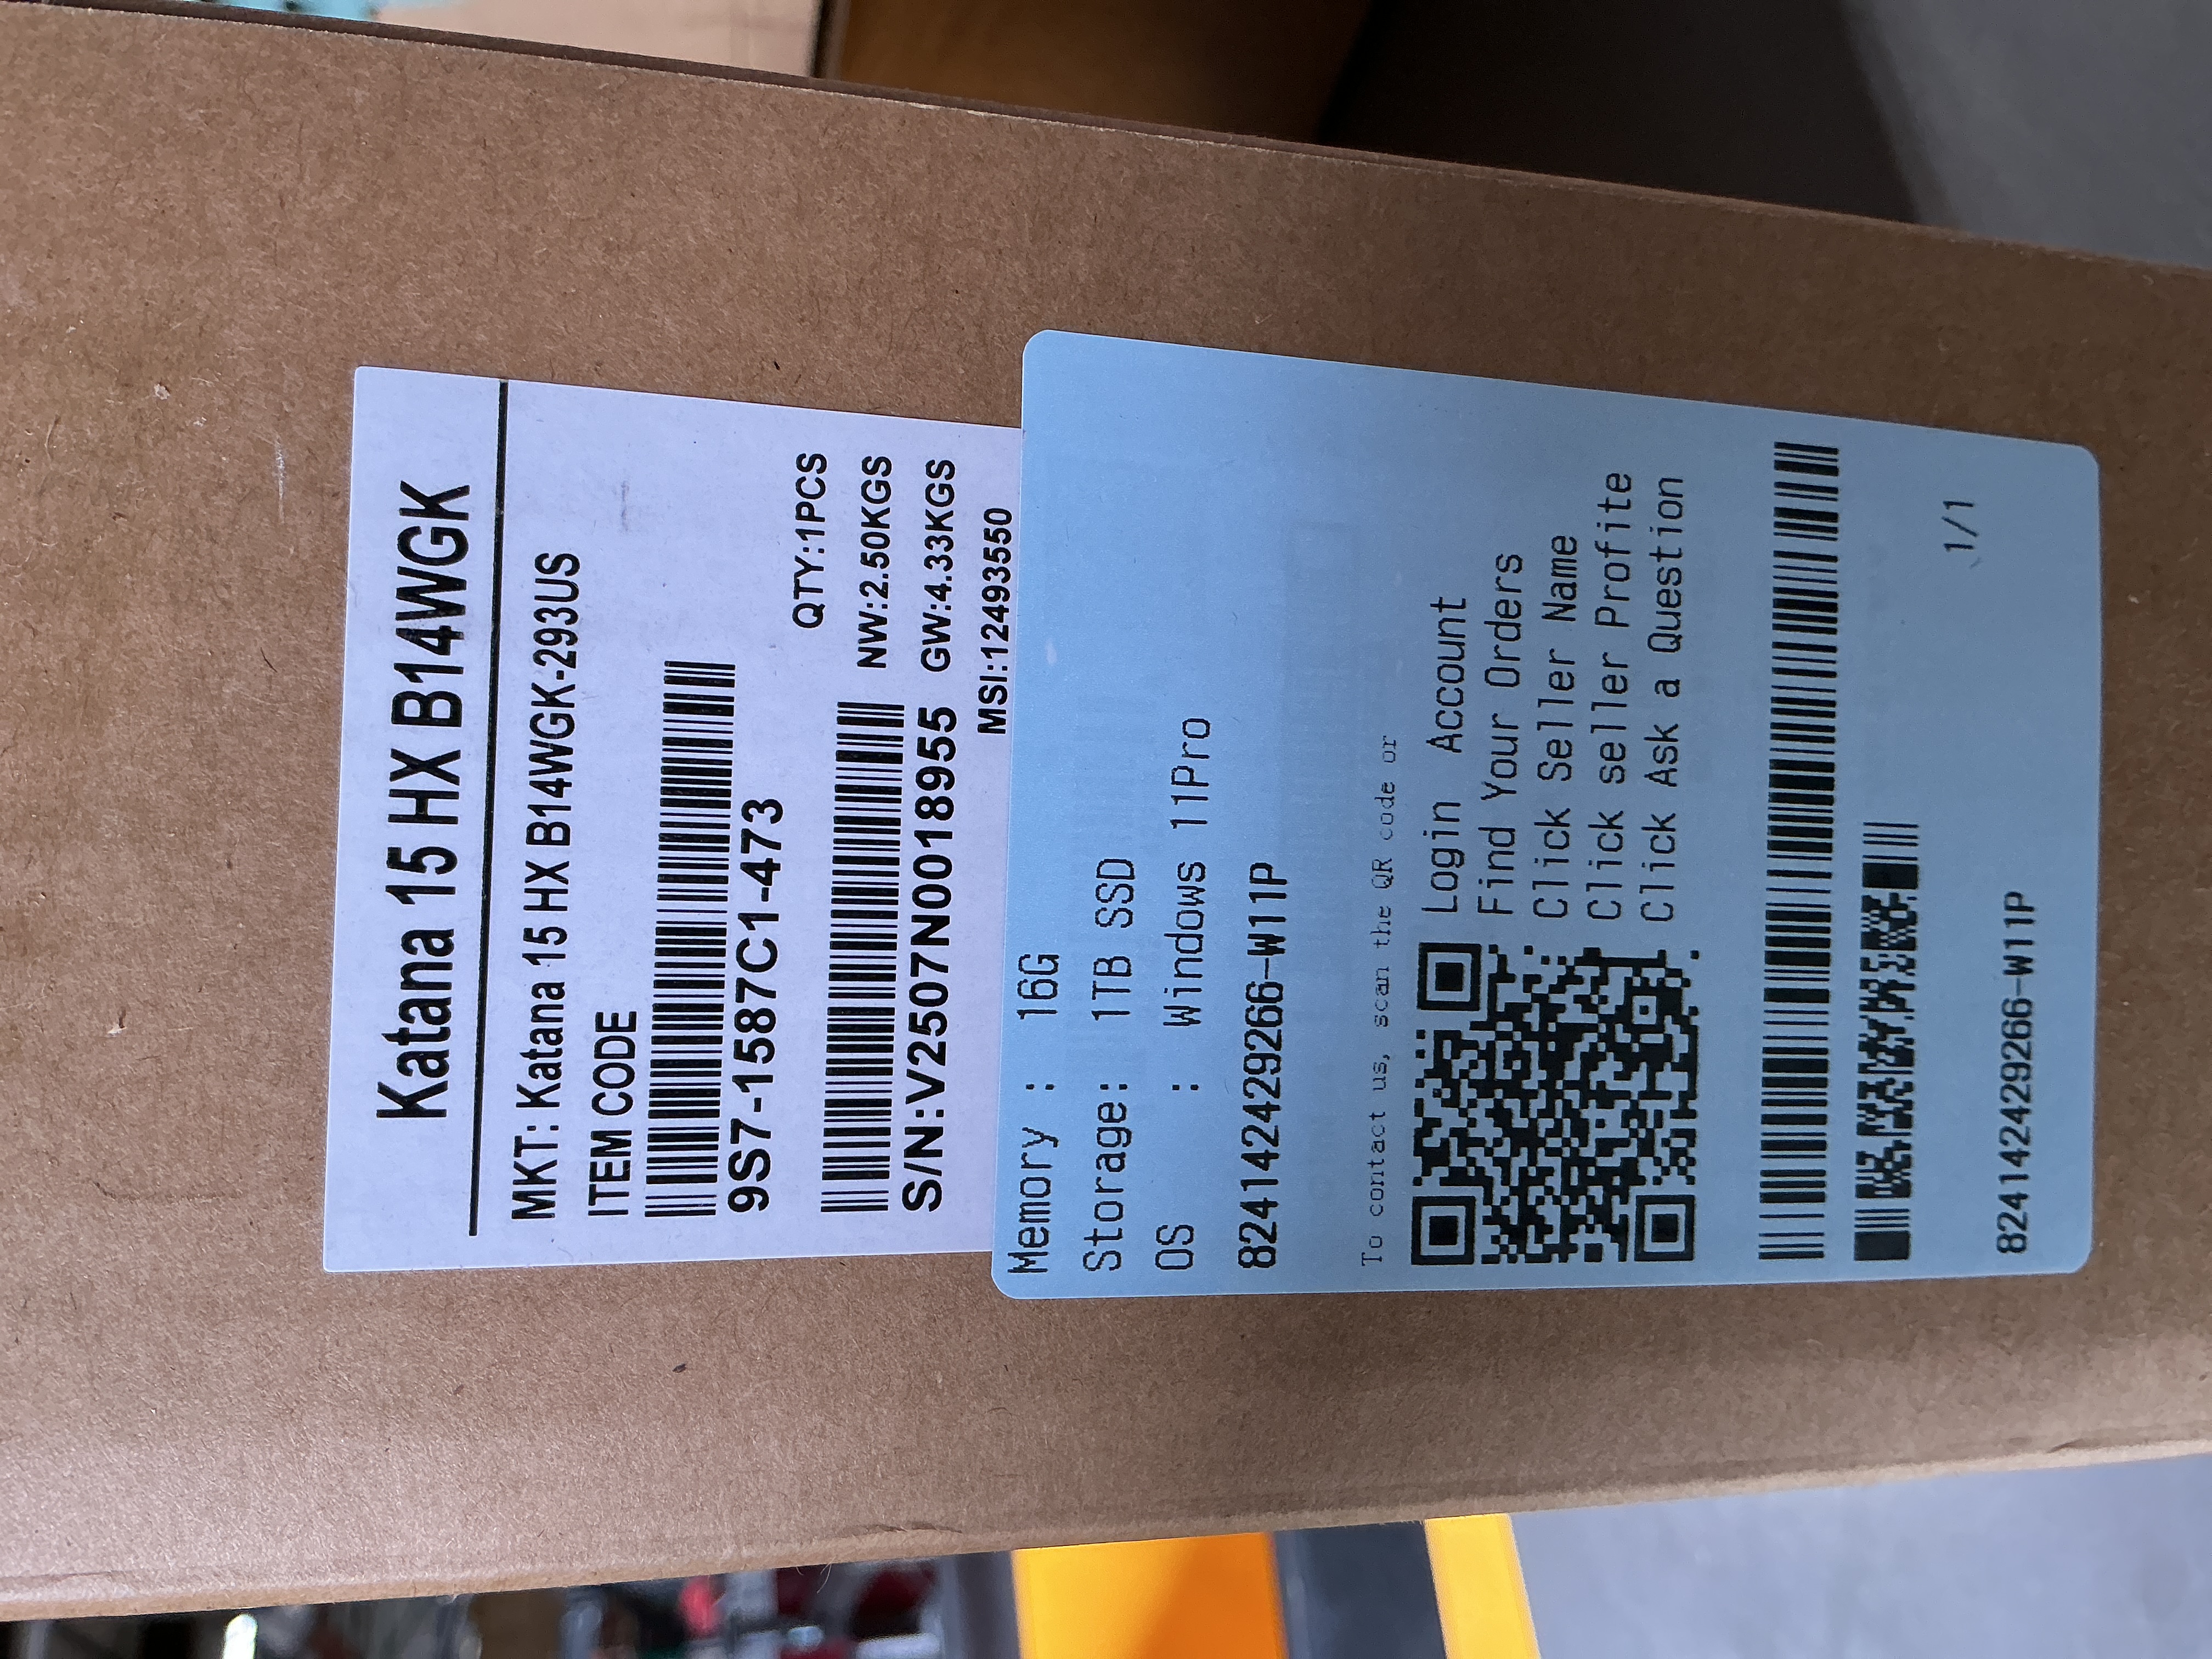 Katana 15 HX B14WGK
MKT: Katana 15 HX B14WGK-293US
ITEM CODE
9S7-1587C1-473
QTY:1PCS
NW:2.50KGS
S/N:V2507N0018955 GW:4.33KGS
MSI:12493550
Memory : 16G
Storage: 1TB SSD
OS : Windows 11Pro
824142429266-W11P
To contact us, scan the QR code or
Login Account
Find Your Orders
Click Seller Name
Click seller Profite
Click Ask a Question
1/1
824142429266-W11P